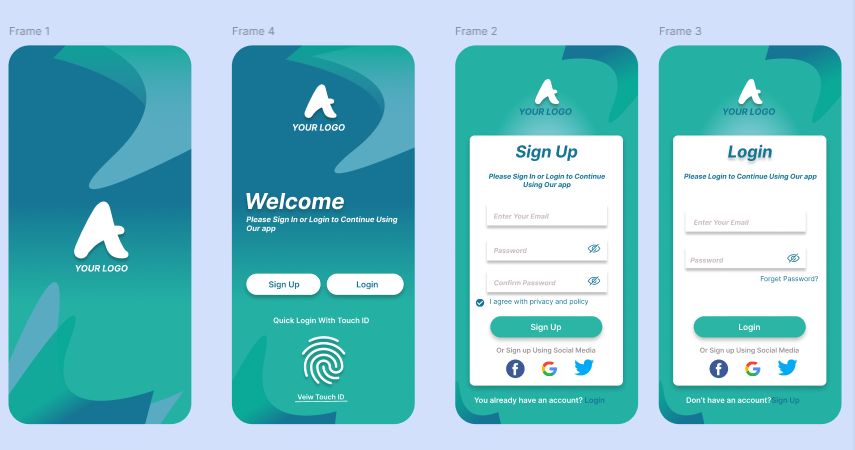 Frame 1
YOUR LOGO
Frame 4
YOUR LOGO
Welcome
Please Sign In or Login to Continue Using
Our app
Sign Up
Login
Quick Login With Touch ID
Veiw Touch ID
Frame 2
YOUR LOGO
Sign Up
Please Sign In or Login to Continue
Using Our app
Enter Your Email
Password
Confirm Password
I agree with privacy and policy
Sign Up
Or Sign up Using Social Media
f G
You already have an account? Login
Frame 3
YOUR LOGO
Login
Please Login to Continue Using Our app
Enter Your Email
Password
Forget Password?
Login
Or Sign up Using Social Media
f G
Don't have an account?Sign Up